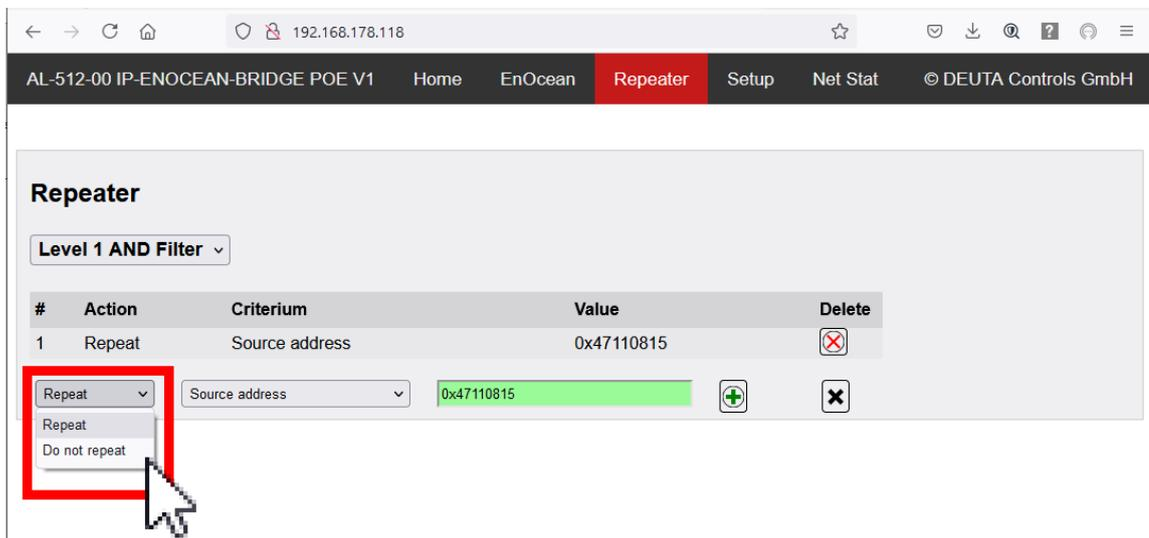 192.168.178.118
AL-512-00 IP-ENOCEAN-BRIDGE POE V1 Home EnOcean Repeater Setup Net Stat © DEUTA Controls GmbH
Repeater
Level 1 AND Filter
# Action Criterium Value Delete
1 Repeat Source address 0x47110815
Repeat Source address 0x47110815
Repeat
Do not repeat